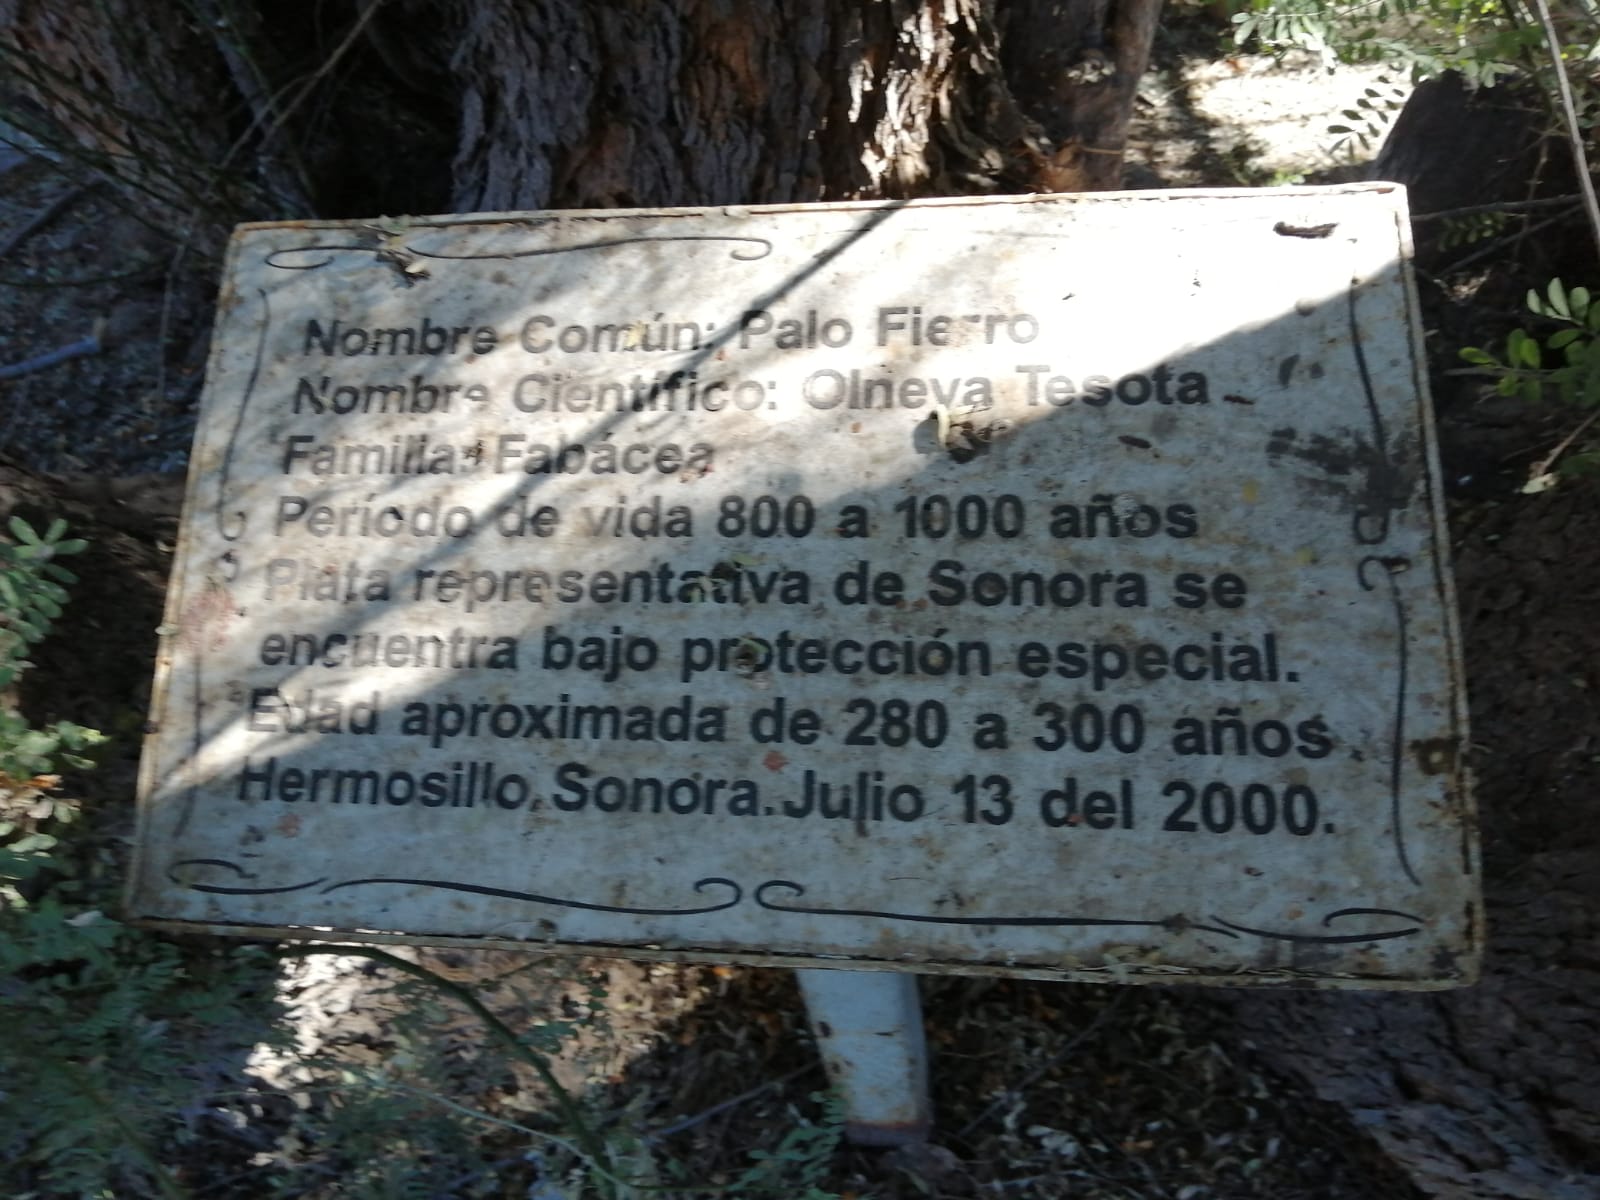 Nombre Común: Palo Fierro
Nombre Científico: Olneya Tesota
Familia: Fabácea
Período de vida 800 a 1000 años
Plata representativa de Sonora se
encuentra bajo protección especial.
Edad aproximada de 280 a 300 años.
Hermosillo, Sonora. Julio 13 del 2000.